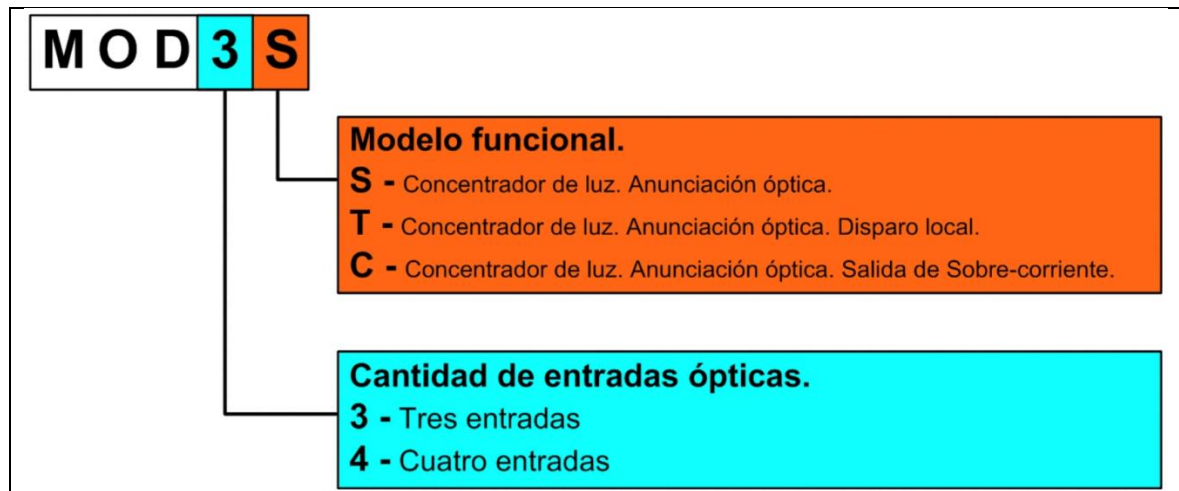 MOD3S
Modelo funcional.
S - Concentrador de luz. Anunciación óptica.
T - Concentrador de luz. Anunciación óptica. Disparo local.
C - Concentrador de luz. Anunciación óptica. Salida de Sobre-corriente.
Cantidad de entradas ópticas.
3 - Tres entradas
4 - Cuatro entradas